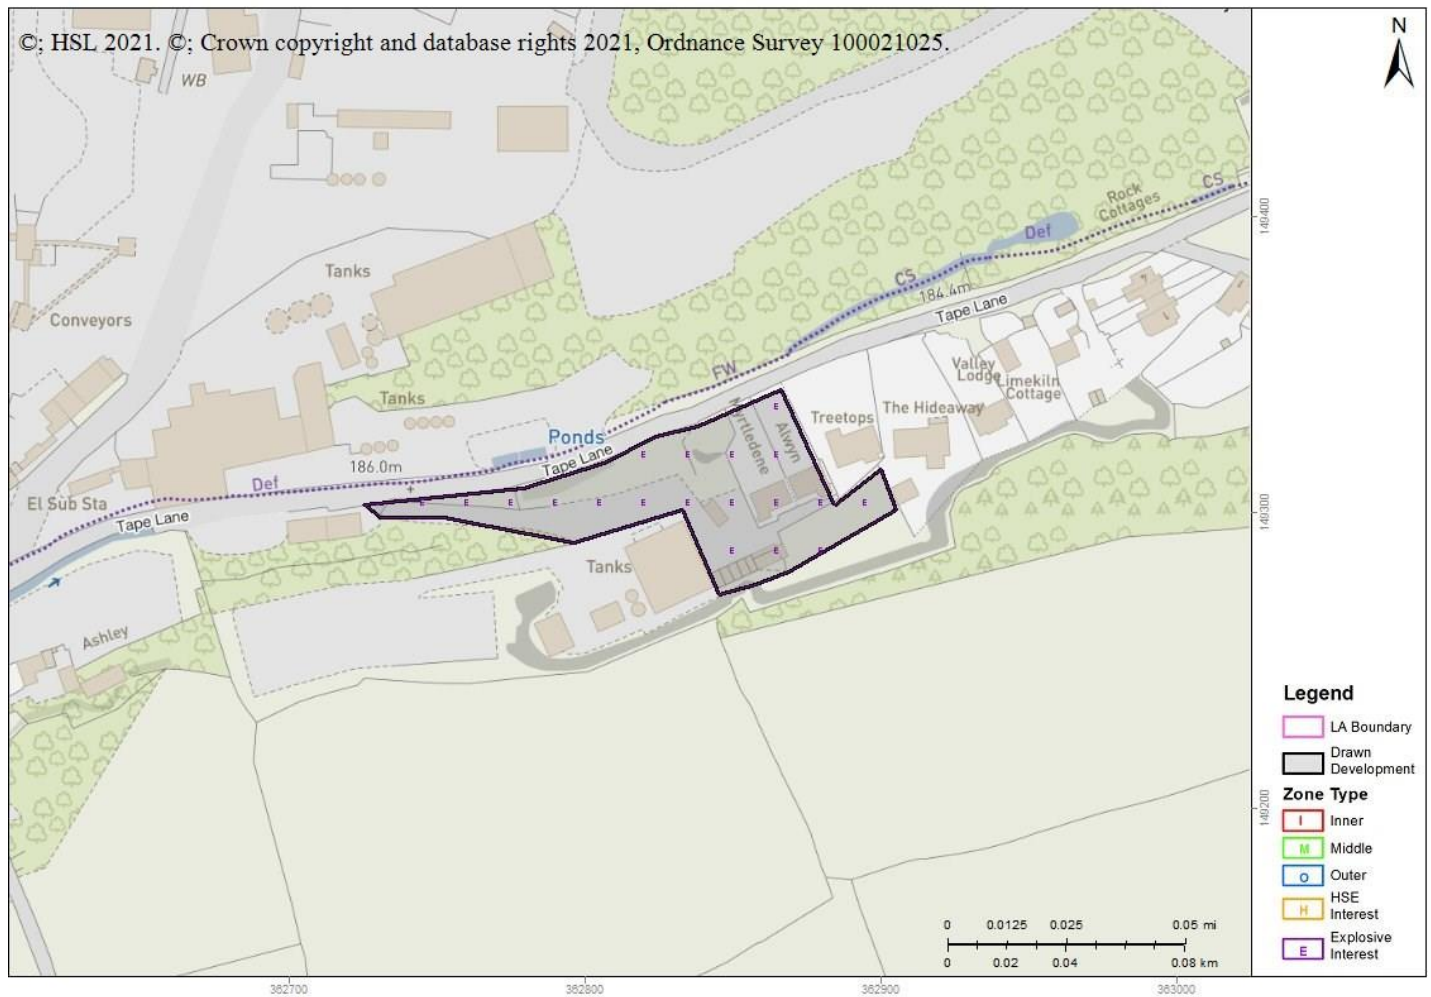 ©; HSL 2021. ©; Crown copyright and database rights 2021, Ordnance Survey 100021025.
N
WB
Rock
Cottages
CS
Def
CS
184.4m
Tape Lane
Tanks
Conveyors
FW
Valley
Lodge
Limekiln
Cottage
Tanks
Treetops
The Hideaway
Myrtledene
Alwyn
Ponds
Tape Lane
186.0m
Def
El Sub Sta
Tape Lane
E
E E E E
E E E E E E E E E E E
E E E
Tanks
Ashley
149400
149300
149200
Legend
LA Boundary
Drawn
Development
Zone Type
I Inner
M Middle
O Outer
H HSE
Interest
E Explosive
Interest
0 0.0125 0.025 0.05 mi
0 0.02 0.04 0.08 km
362700 362800 362900 363000